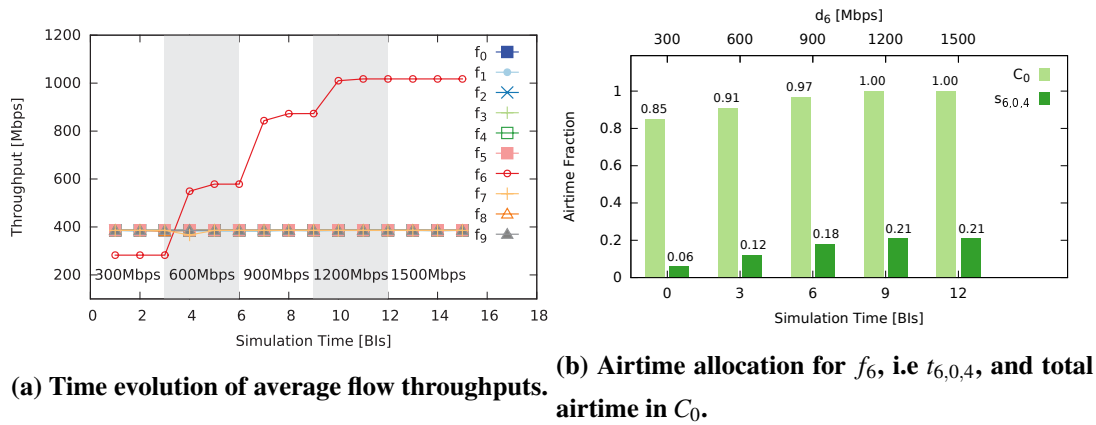 1200
1000
800
600
400
200
Throughput [Mbps]
f0
f1
f2
f3
f4
f5
f6
f7
f8
f9
300Mbps 600Mbps 900Mbps 1200Mbps 1500Mbps
0 2 4 6 8 10 12 14 16 18
Simulation Time [BIs]
(a) Time evolution of average flow throughputs.
d6 [Mbps]
300 600 900 1200 1500
1
0.8
0.6
0.4
0.2
0
Airtime Fraction
C0
s6,0,4
0.85 0.91 0.97 1.00 1.00
0.06 0.12 0.18 0.21 0.21
0 3 6 9 12
Simulation Time [BIs]
(b) Airtime allocation for f6, i.e t6,0,4, and total
airtime in C0.